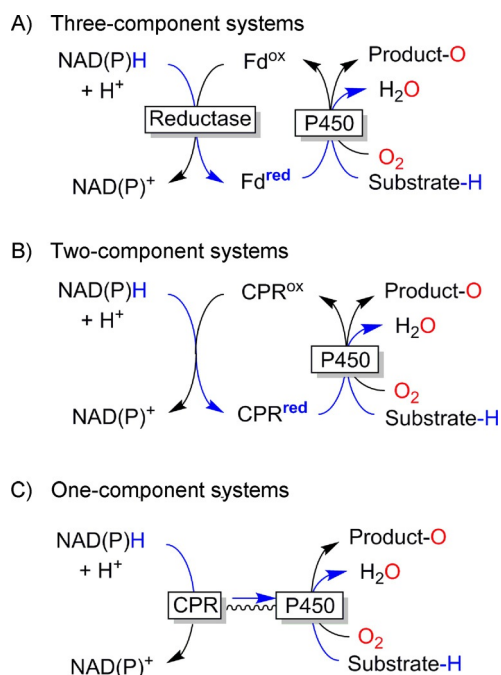 A) Three-component systems
NAD(P)H
+ H⁺
Fdᵒˣ
Product-O
H₂O
Reductase
P450
O₂
NAD(P)⁺
Fdʳᵉᵈ
Substrate-H
B) Two-component systems
NAD(P)H
+ H⁺
CPRᵒˣ
Product-O
H₂O
P450
O₂
NAD(P)⁺
CPRʳᵉᵈ
Substrate-H
C) One-component systems
NAD(P)H
+ H⁺
Product-O
H₂O
CPR
P450
O₂
NAD(P)⁺
Substrate-H